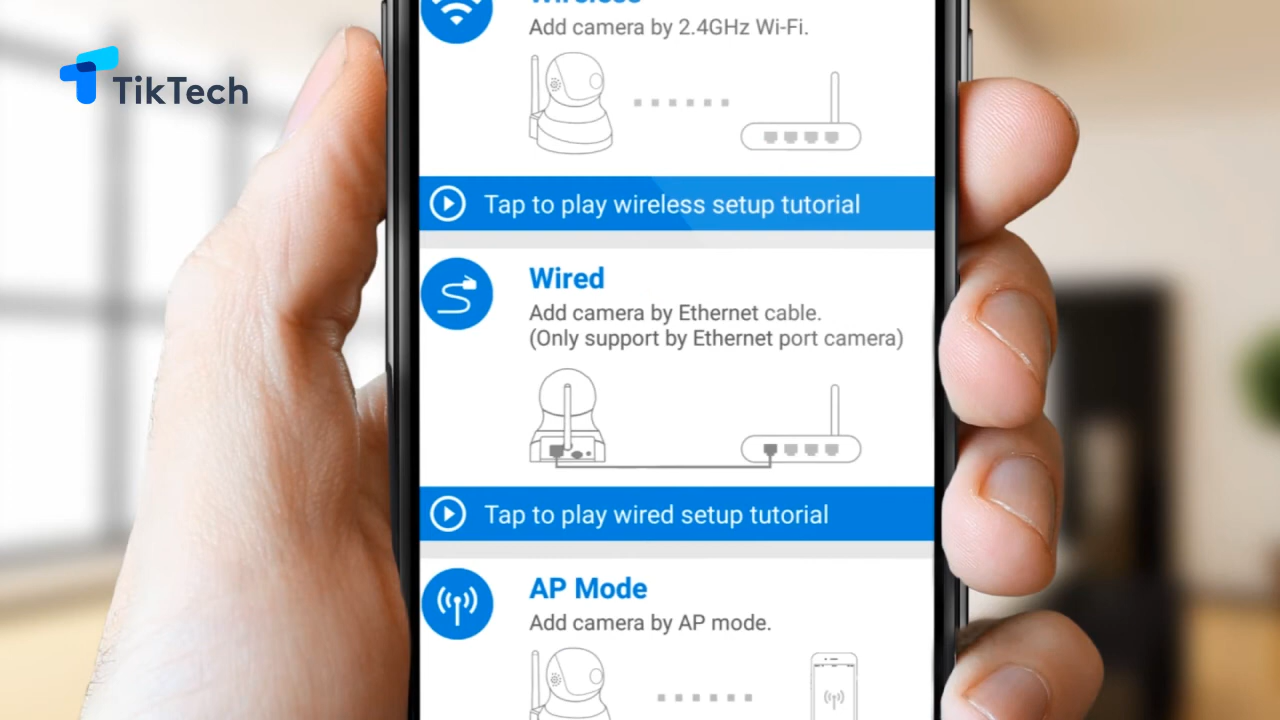 Wireless
Add camera by 2.4GHz Wi-Fi.
TikTech
Tap to play wireless setup tutorial
Wired
Add camera by Ethernet cable.
(Only support by Ethernet port camera)
Tap to play wired setup tutorial
AP Mode
Add camera by AP mode.